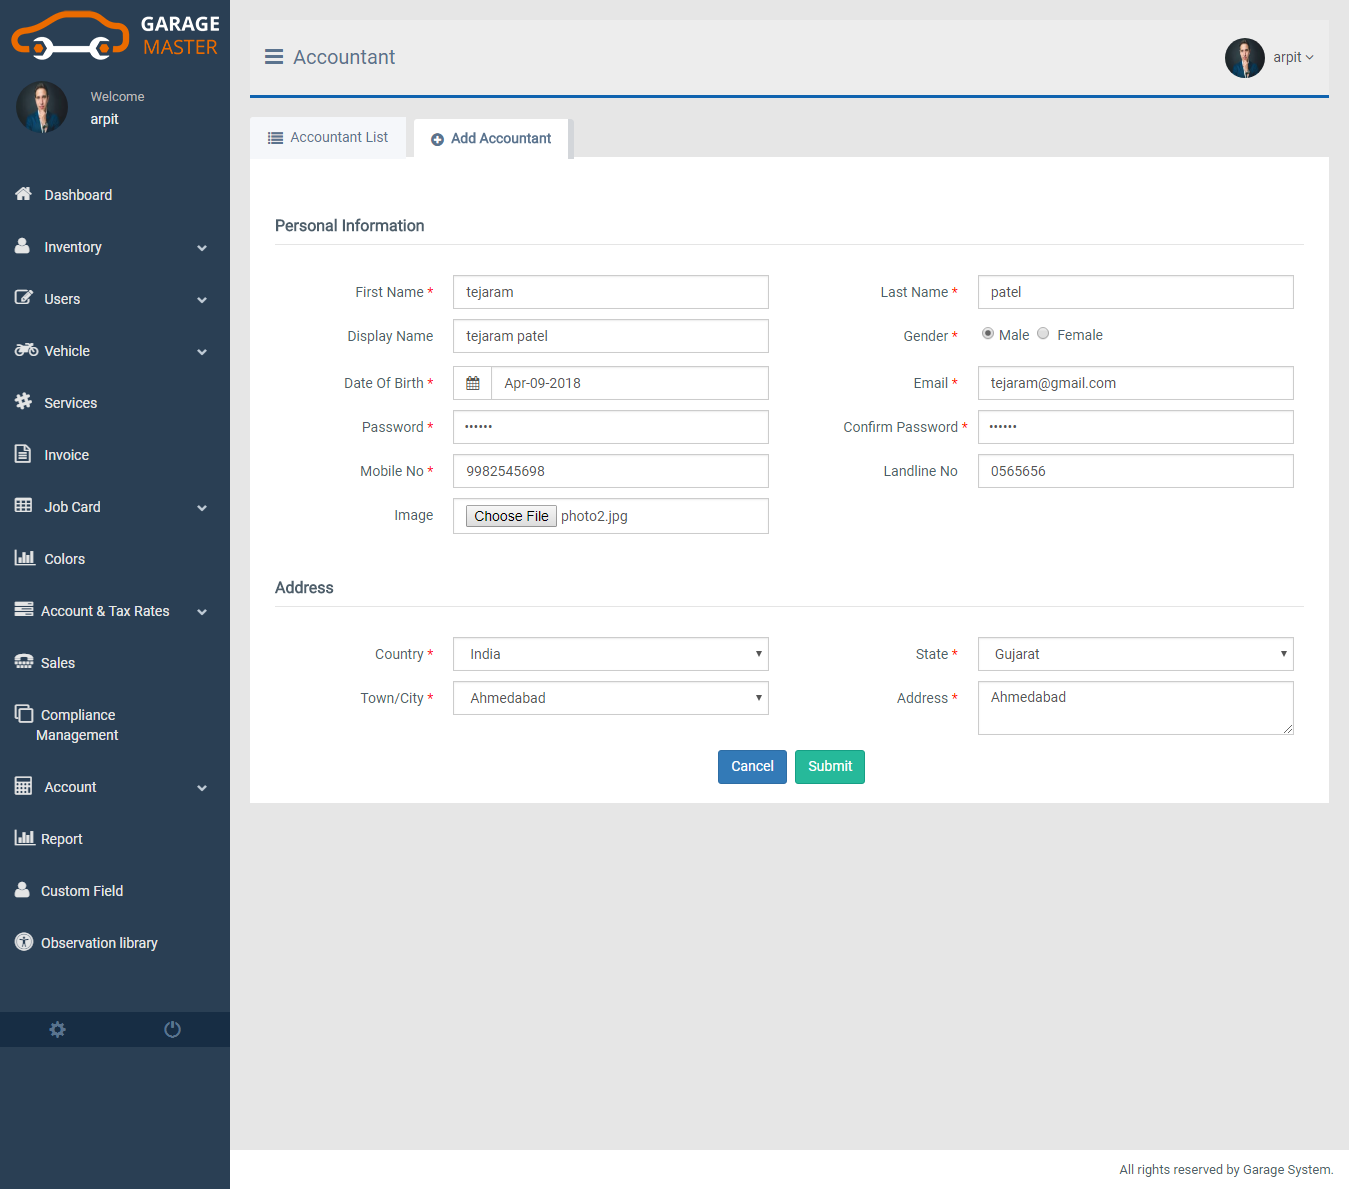 GARAGE
MASTER
Welcome
arpit
Dashboard
Inventory
Users
Vehicle
Services
Invoice
Job Card
Colors
Account & Tax Rates
Sales
Compliance
Management
Account
Report
Custom Field
Observation library
Accountant
arpit
Accountant List
Add Accountant
Personal Information
First Name * tejaram
Last Name * patel
Display Name tejaram patel
Gender * Male Female
Date Of Birth * Apr-09-2018
Email * tejaram@gmail.com
Password * ••••••
Confirm Password * ••••••
Mobile No * 9982545698
Landline No 0565656
Image Choose File photo2.jpg
Address
Country * India
State * Gujarat
Town/City * Ahmedabad
Address * Ahmedabad
Cancel Submit
All rights reserved by Garage System.